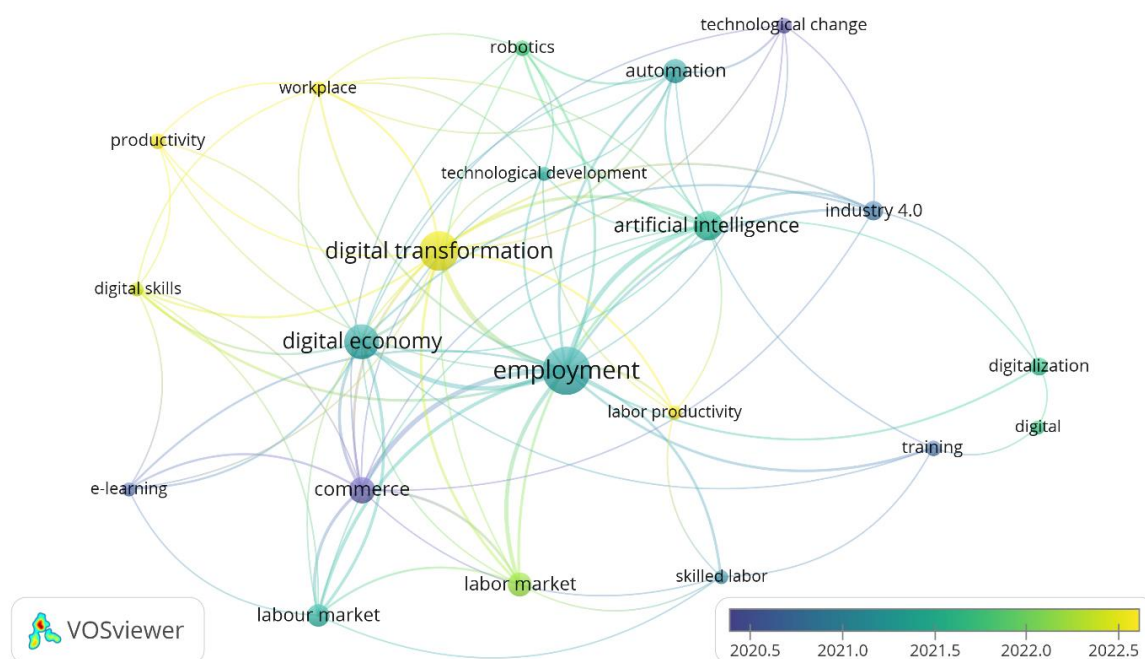 technological change
robotics
automation
workplace
productivity
technological development
industry 4.0
artificial intelligence
digital transformation
digital skills
digital economy
employment
digitalization
labor productivity
digital
training
e-learning
commerce
skilled labor
labor market
labour market
VOSviewer
2020.5 2021.0 2021.5 2022.0 2022.5